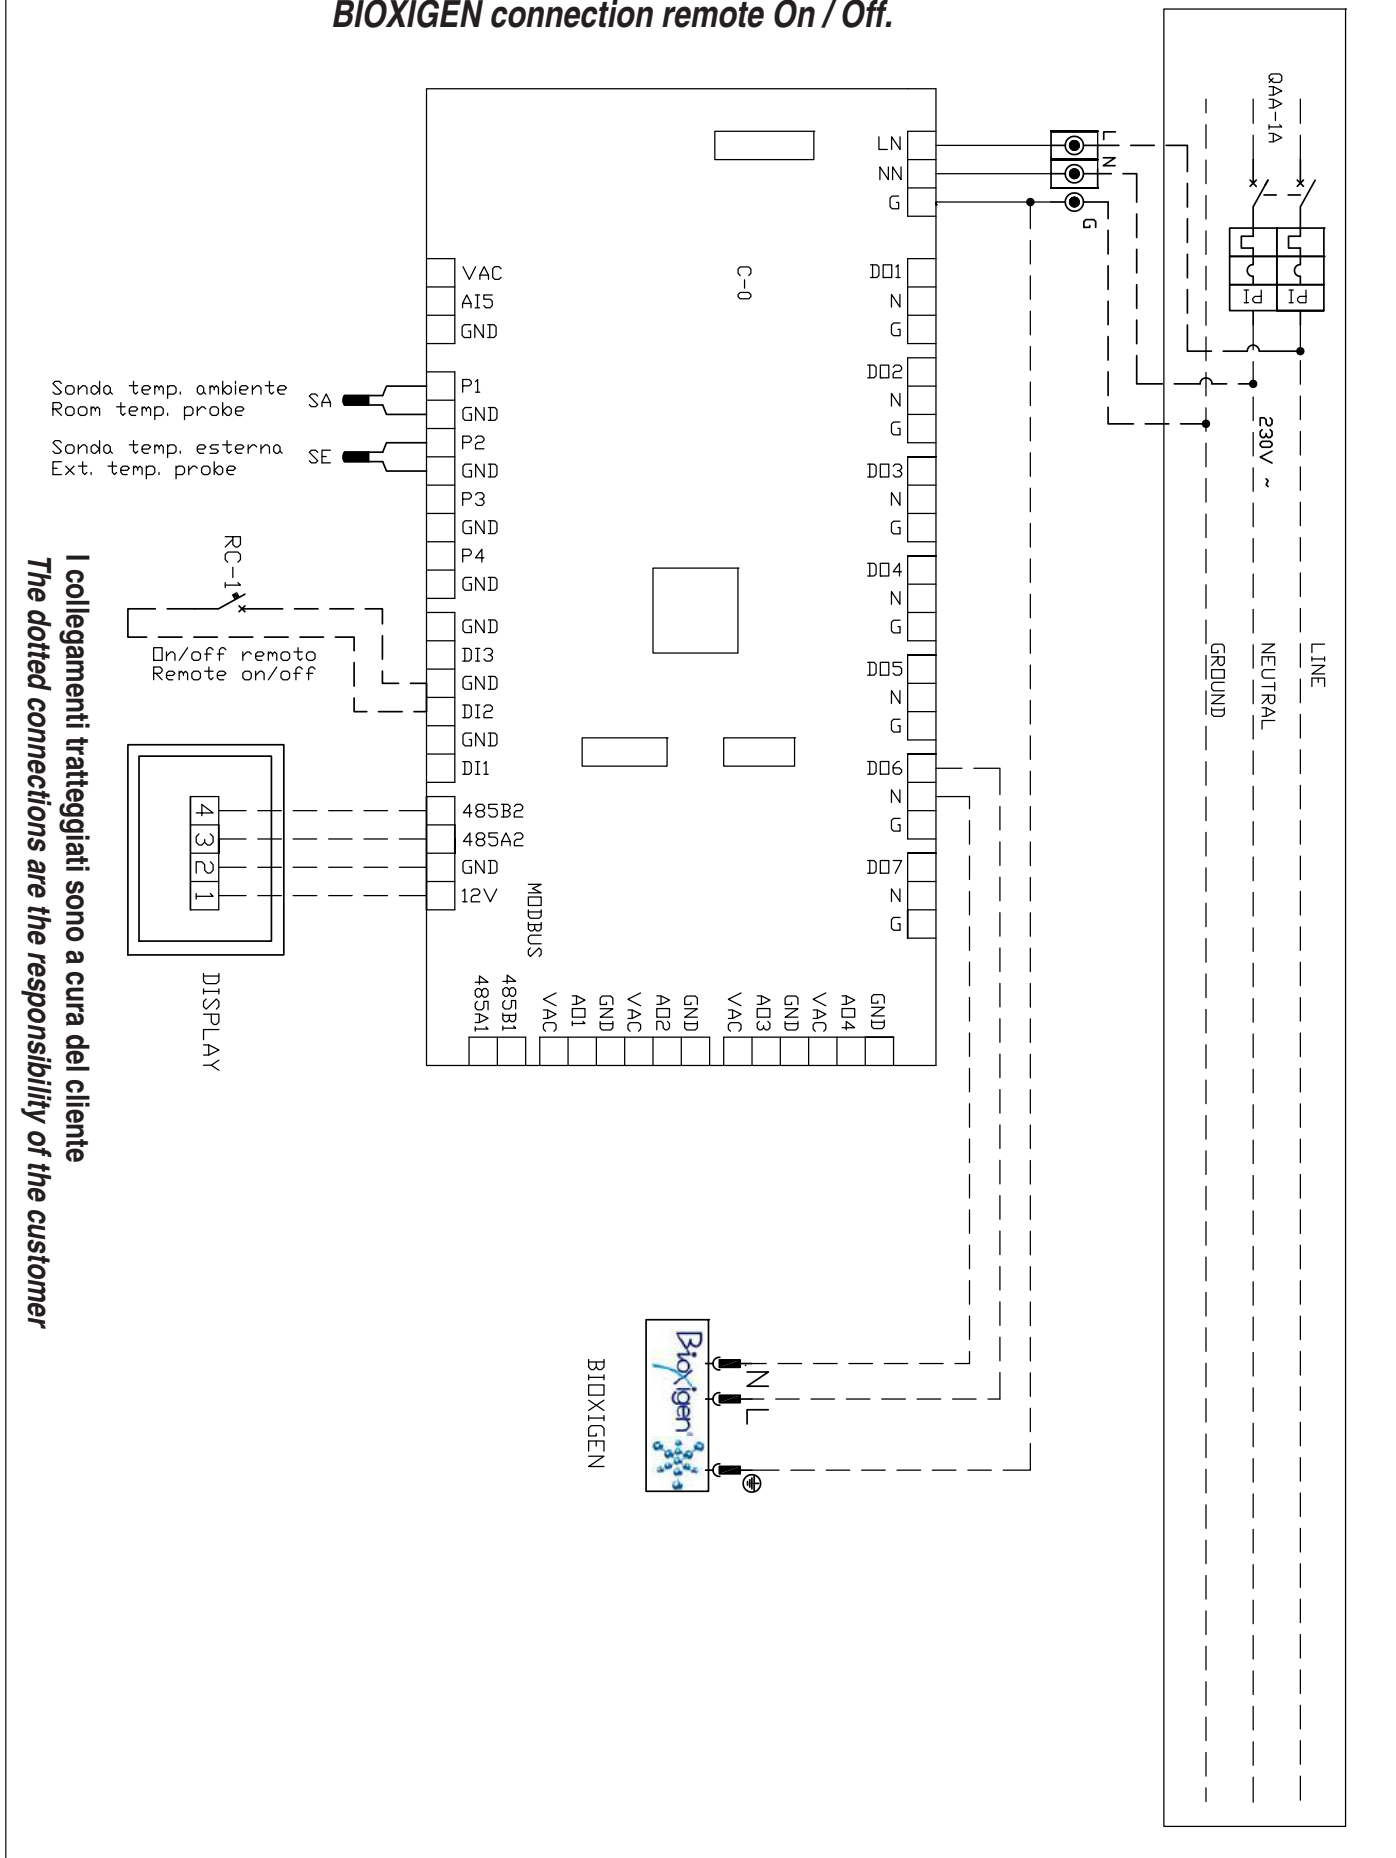 BIOXIGEN connection remote On / Off.
QAA-1A
Id
Id
230V ~
LINE
NEUTRAL
GROUND
L
N
G
LN
NN
G
C-0
DO1
N
G
DO2
N
G
DO3
N
G
DO4
N
G
DO5
N
G
DO6
N
G
DO7
N
G
VAC
AI5
GND
P1
GND
P2
GND
P3
GND
P4
GND
GND
DI3
GND
DI2
GND
DI1
485B2
485A2
GND
12V
MODBUS
485A1
485B1
VAC
AO1
GND
VAC
AO2
GND
VAC
AO3
GND
VAC
AO4
GND
Sonda temp. ambiente
Room temp. probe
SA
Sonda temp. esterna
Ext. temp. probe
SE
RC-1
On/off remoto
Remote on/off
4
3
2
1
DISPLAY
N
L
Bioxigen
BIOXIGEN
I collegamenti tratteggiati sono a cura del cliente
The dotted connections are the responsibility of the customer